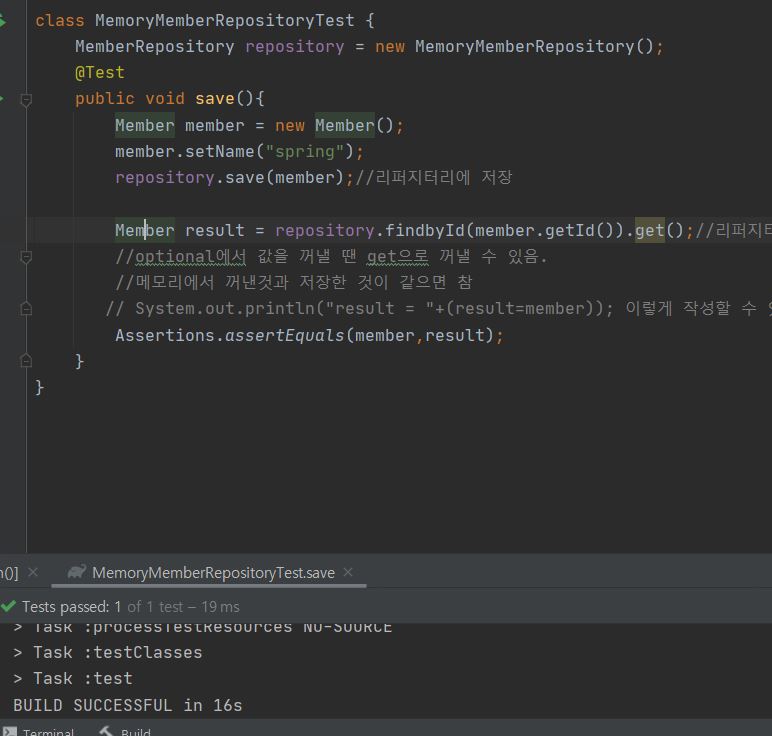 class MemoryMemberRepositoryTest {
MemberRepository repository = new MemoryMemberRepository();
@Test
public void save(){
Member member = new Member();
member.setName("spring");
repository.save(member);//리퍼지터리에 저장
Member result = repository.findbyId(member.getId()).get();//리퍼지터
//optional에서 값을 꺼낼 땐 get으로 꺼낼 수 있음.
//메모리에서 꺼낸것과 저장한 것이 같으면 참
// System.out.println("result = "+(result=member)); 이렇게 작성할 수
Assertions.assertEquals(member,result);
}
}
n()]
MemoryMemberRepositoryTest.save
Tests passed: 1 of 1 test – 19 ms
> Task :processTestResources NO-SOURCE
> Task :testClasses
> Task :test
BUILD SUCCESSFUL in 16s
Terminal Build